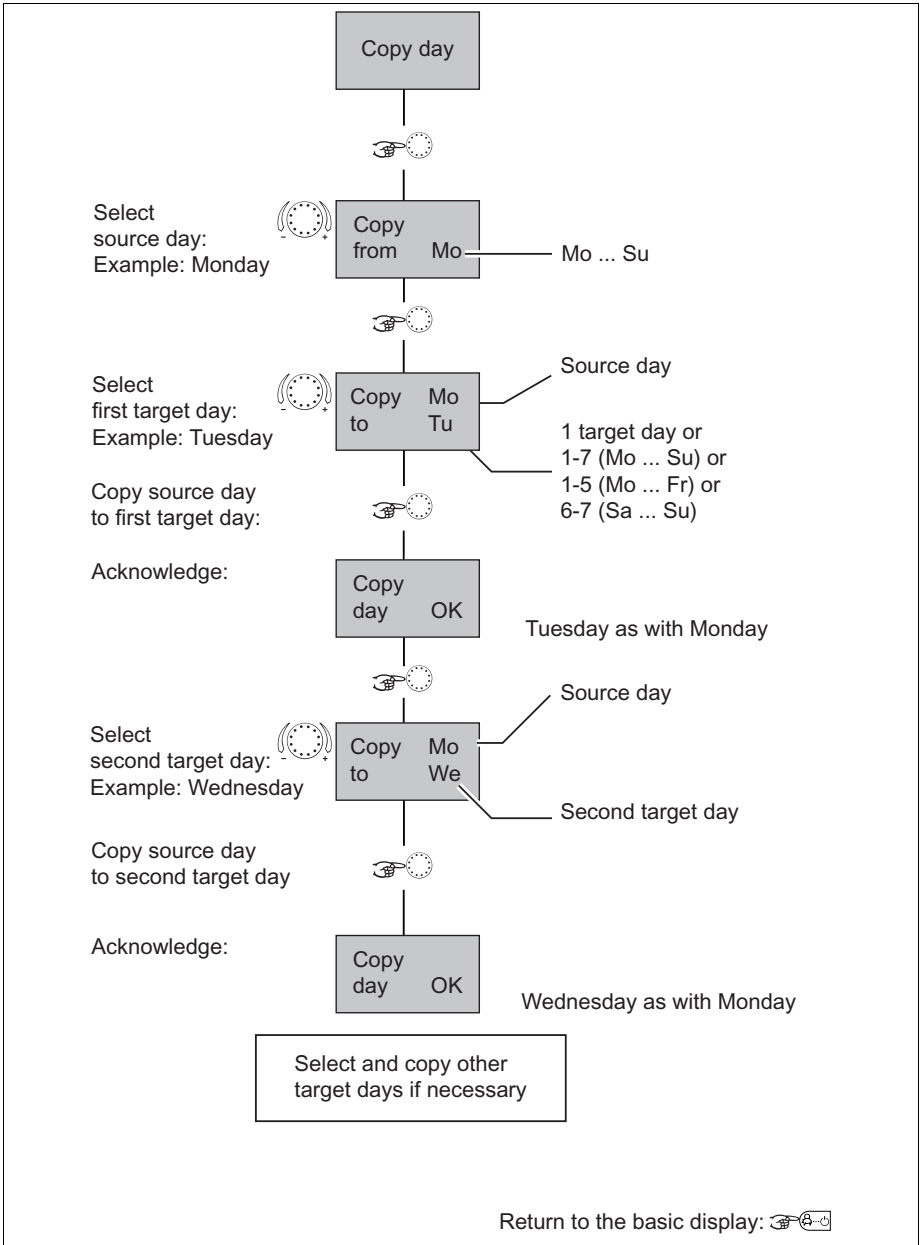 Copy day
Select
source day:
Example: Monday
- +
Copy
from Mo
Mo ... Su
Select
first target day:
Example: Tuesday
- +
Copy Mo
to Tu
Source day
1 target day or
1-7 (Mo ... Su) or
1-5 (Mo ... Fr) or
6-7 (Sa ... Su)
Copy source day
to first target day:
Acknowledge:
Copy
day OK
Tuesday as with Monday
Select
second target day:
Example: Wednesday
- +
Copy Mo
to We
Source day
Second target day
Copy source day
to second target day
Acknowledge:
Copy
day OK
Wednesday as with Monday
Select and copy other
target days if necessary
Return to the basic display: